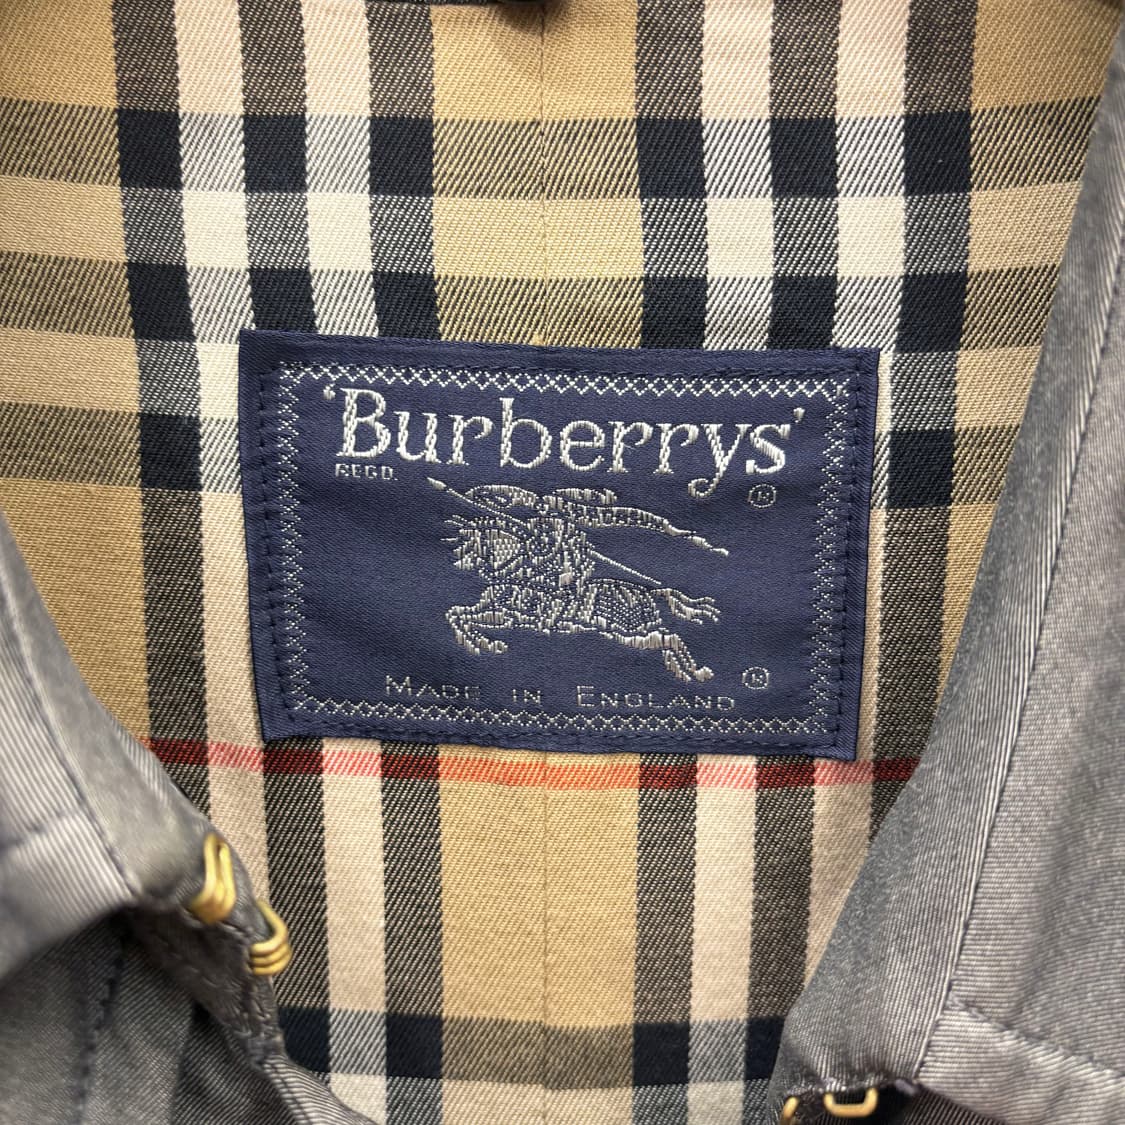 'Burberrys'
REGD. ®
MADE IN ENGLAND ®